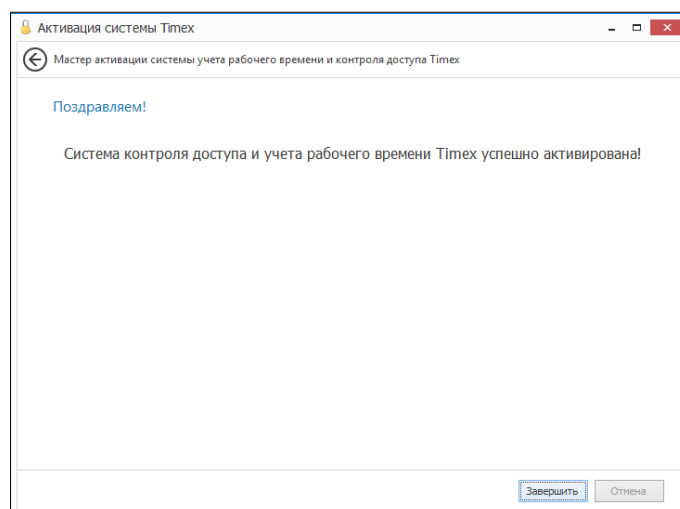 Активация системы Timex
Мастер активации системы учета рабочего времени и контроля доступа Timex
Поздравляем!
Система контроля доступа и учета рабочего времени Timex успешно активирована!
Завершить Отмена